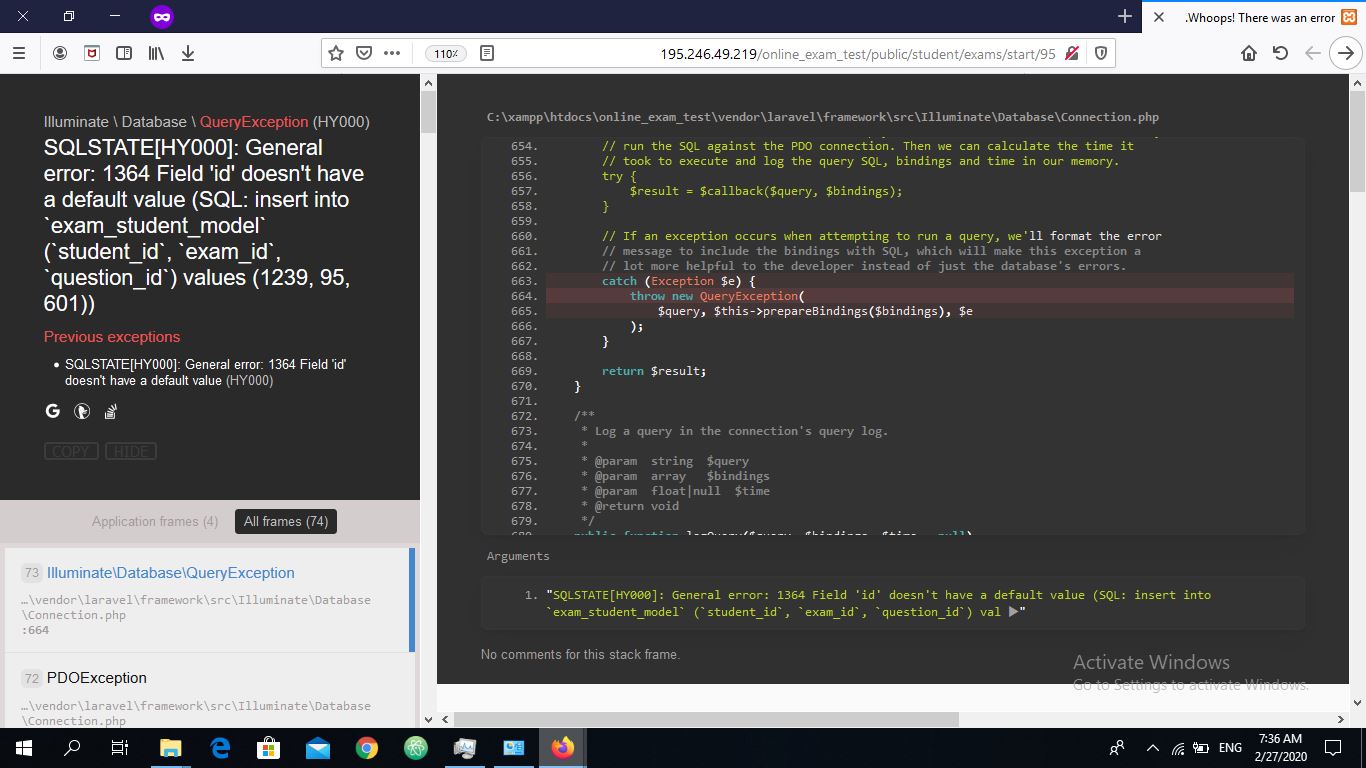 .Whoops! There was an error
110%
195.246.49.219/online_exam_test/public/student/exams/start/95
Illuminate \ Database \ QueryException (HY000)
SQLSTATE[HY000]: General
error: 1364 Field 'id' doesn't have
a default value (SQL: insert into
`exam_student_model`
(`student_id`, `exam_id`,
`question_id`) values (1239, 95,
601))
Previous exceptions
• SQLSTATE[HY000]: General error: 1364 Field 'id'
doesn't have a default value (HY000)
COPY HIDE
Application frames (4) All frames (74)
73 Illuminate\Database\QueryException
…\vendor\laravel\framework\src\Illuminate\Database
\Connection.php
:664
72 PDOException
…\vendor\laravel\framework\src\Illuminate\Database
\Connection.php
C:\xampp\htdocs\online_exam_test\vendor\laravel\framework\src\Illuminate\Database\Connection.php
654. // run the SQL against the PDO connection. Then we can calculate the time it
655. // took to execute and log the query SQL, bindings and time in our memory.
656. try {
657. $result = $callback($query, $bindings);
658. }
659.
660. // If an exception occurs when attempting to run a query, we'll format the error
661. // message to include the bindings with SQL, which will make this exception a
662. // lot more helpful to the developer instead of just the database's errors.
663. catch (Exception $e) {
664. throw new QueryException(
665. $query, $this->prepareBindings($bindings), $e
666. );
667. }
668.
669. return $result;
670. }
671.
672. /**
673. * Log a query in the connection's query log.
674. *
675. * @param string $query
676. * @param array $bindings
677. * @param float|null $time
678. * @return void
679. */
Arguments
1. "SQLSTATE[HY000]: General error: 1364 Field 'id' doesn't have a default value (SQL: insert into
`exam_student_model` (`student_id`, `exam_id`, `question_id`) val ▶"
No comments for this stack frame.
Activate Windows
Go to Settings to activate Windows.
ENG
7:36 AM
2/27/2020